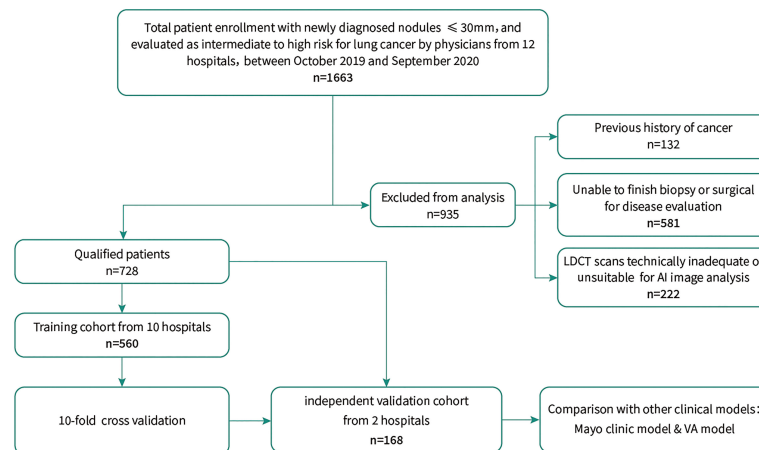 Total patient enrollment with newly diagnosed nodules ⩽ 30mm, and
evaluated as intermediate to high risk for lung cancer by physicians from 12
hospitals, between October 2019 and September 2020
n=1663
Previous history of cancer
n=132
Excluded from analysis
n=935
Unable to finish biopsy or surgical
for disease evaluation
n=581
Qualified patients
n=728
LDCT scans technically inadequate o
unsuitable for AI image analysis
n=222
Training cohort from 10 hospitals
n=560
10-fold cross validation
independent validation cohort
from 2 hospitals
n=168
Comparison with other clinical models:
Mayo clinic model & VA model